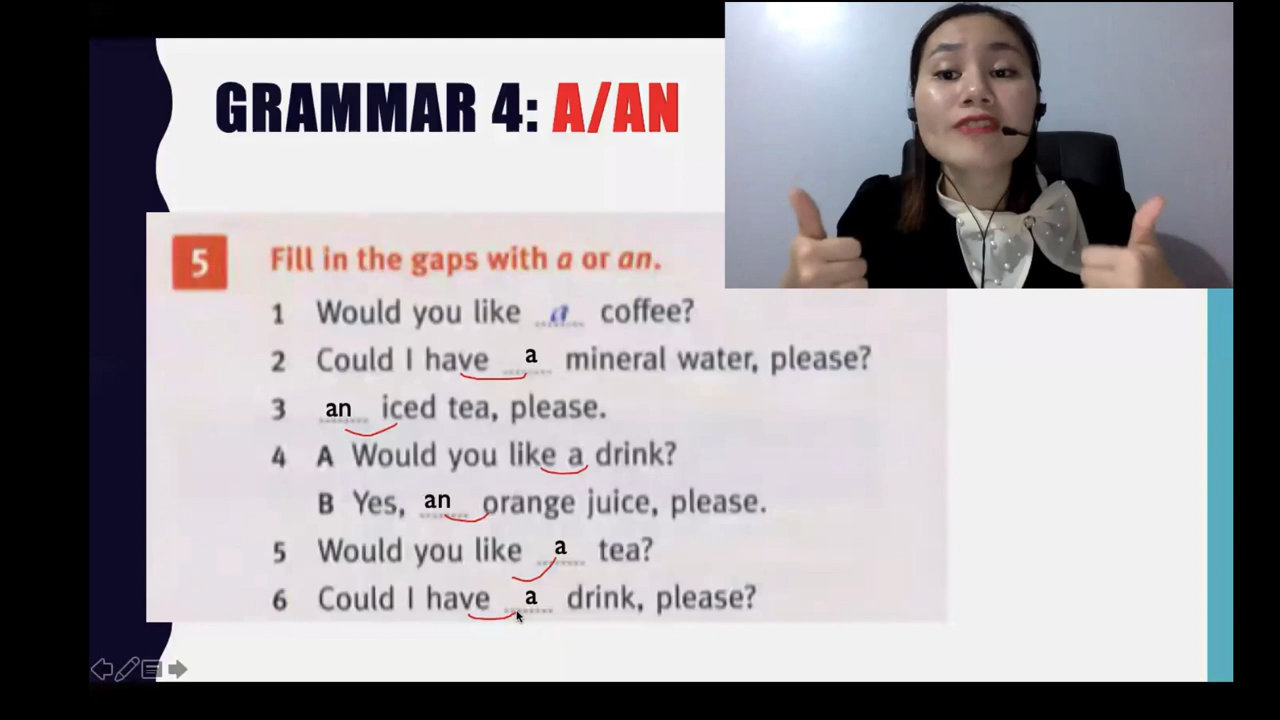 GRAMMAR 4: A/AN
5 Fill in the gaps with a or an.
1 Would you like a coffee?
2 Could I have a mineral water, please?
3 an iced tea, please.
4 A Would you like a drink?
B Yes, an orange juice, please.
5 Would you like a tea?
6 Could I have a drink, please?